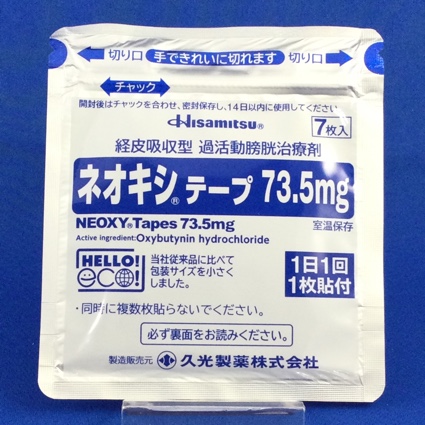 切り口 手できれいに切れます 切り口
チャック
開封後はチャックを合わせ、密封保存し、14日以内に使用してください
Hisamitsu® 7枚入
経皮吸収型 過活動膀胱治療剤
ネオキシ®テープ 73.5mg
NEOXY®Tapes 73.5mg 室温保存
Active ingredient:Oxybutynin hydrochloride
HELLO!!
eco!
当社従来品に比べて
包装サイズを小さく
しました。
1日1回
1枚貼付
・同時に複数枚貼らないでください。
必ず裏面をお読みください。
製造販売元 久光製薬株式会社